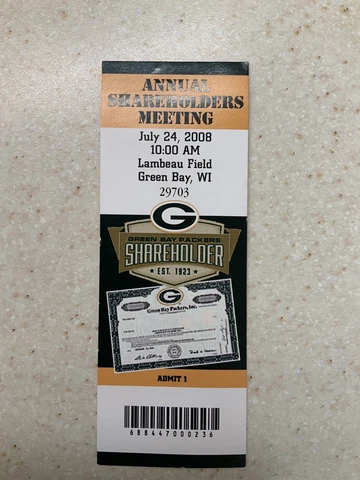 ANNUAL
SHAREHOLDERS
MEETING
July 24, 2008
10:00 AM
Lambeau Field
Green Bay, WI
29703
G
GREEN BAY PACKERS
SHAREHOLDER
EST. 1923
G
Green Bay Packers, Inc.
ADMIT 1
688447000236